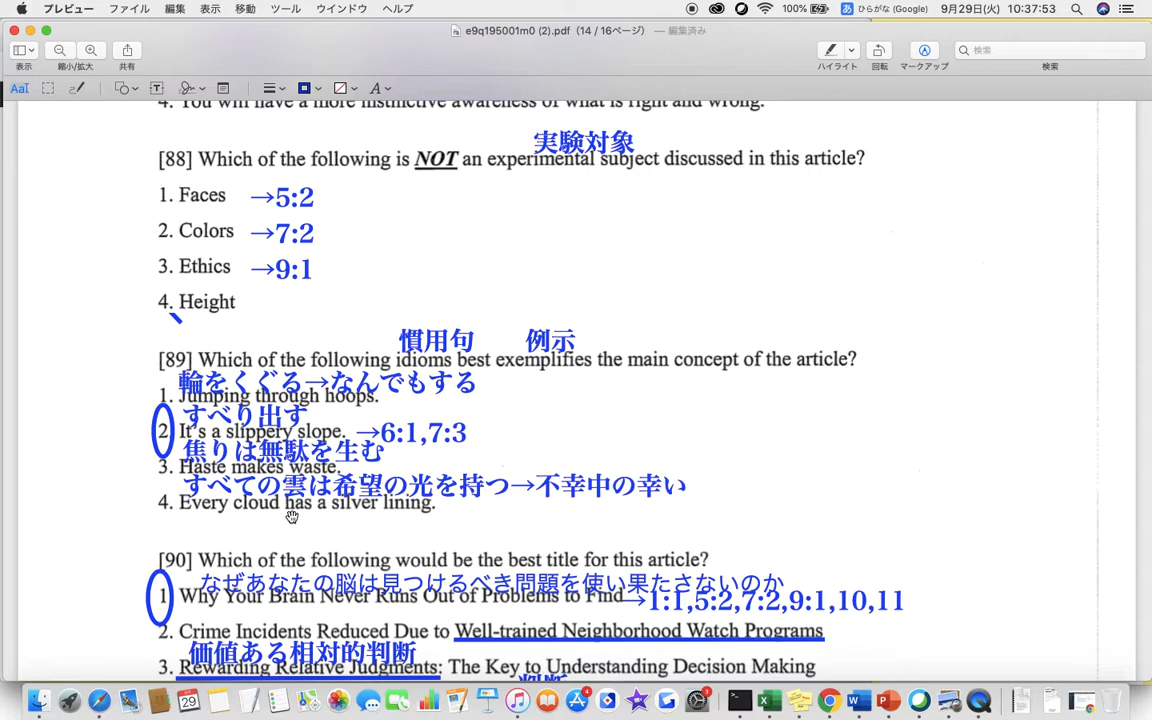 プレビュー ファイル 編集 表示 移動 ツール ウインドウ ヘルプ 100% あ ひらがな (Google) 9月29日(火) 10:37:53
e9q195001m0 (2).pdf（14 / 16ページ） — 編集済み
検索
表示 縮小/拡大 共有 ハイライト 回転 マークアップ 検索
AaI T A
4. You will have a more instinctive awareness of what is right and wrong.
実験対象
[88] Which of the following is NOT an experimental subject discussed in this article?
1. Faces →5:2
2. Colors →7:2
3. Ethics →9:1
4. Height
慣用句 例示
[89] Which of the following idioms best exemplifies the main concept of the article?
輪をくぐる→なんでもする
1. Jumping through hoops.
すべり出す
2. It's a slippery slope. →6:1,7:3
焦りは無駄を生む
3. Haste makes waste.
すべての雲は希望の光を持つ→不幸中の幸い
4. Every cloud has a silver lining.
[90] Which of the following would be the best title for this article?
なぜあなたの脳は見つけるべき問題を使い果たさないのか
1. Why Your Brain Never Runs Out of Problems to Find→1:1,5:2,7:2,9:1,10,11
2. Crime Incidents Reduced Due to Well-trained Neighborhood Watch Programs
価値ある相対的判断
3. Rewarding Relative Judgments: The Key to Understanding Decision Making